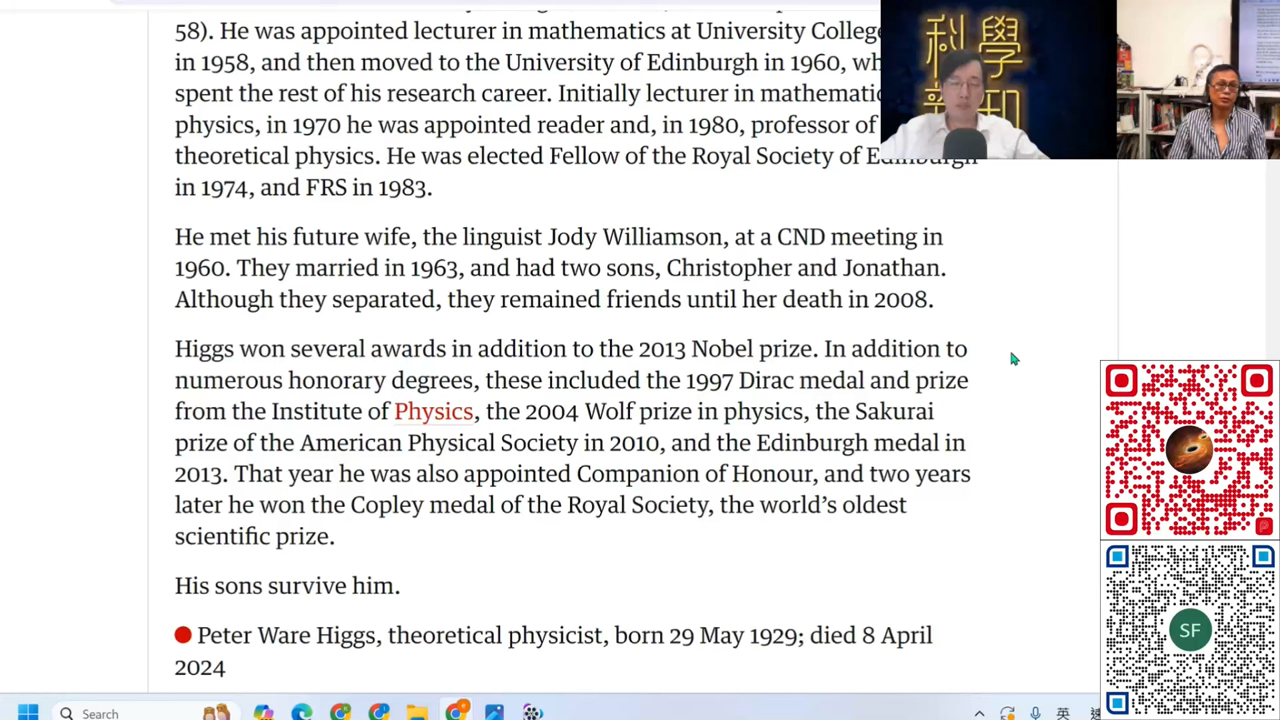 58). He was appointed lecturer in mathematics at University College
in 1958, and then moved to the University of Edinburgh in 1960,
spent the rest of his research career. Initially lecturer in
physics, in 1970 he was appointed reader and, in 1980, professor of
theoretical physics. He was elected Fellow of the Royal Society of Edinburgh
in 1974, and FRS in 1983.
He met his future wife, the linguist Jody Williamson, at a CND meeting in
1960. They married in 1963, and had two sons, Christopher and Jonathan.
Although they separated, they remained friends until her death in 2008.
Higgs won several awards in addition to the 2013 Nobel prize. In addition to
numerous honorary degrees, these included the 1997 Dirac medal and prize
from the Institute of Physics, the 2004 Wolf prize in physics, the Sakurai
prize of the American Physical Society in 2010, and the Edinburgh medal in
2013. That year he was also appointed Companion of Honour, and two years
later he won the Copley medal of the Royal Society, the world’s oldest
scientific prize.
His sons survive him.
Peter Ware Higgs, theoretical physicist, born 29 May 1929; died 8 April
2024
科學
SF
Search
英